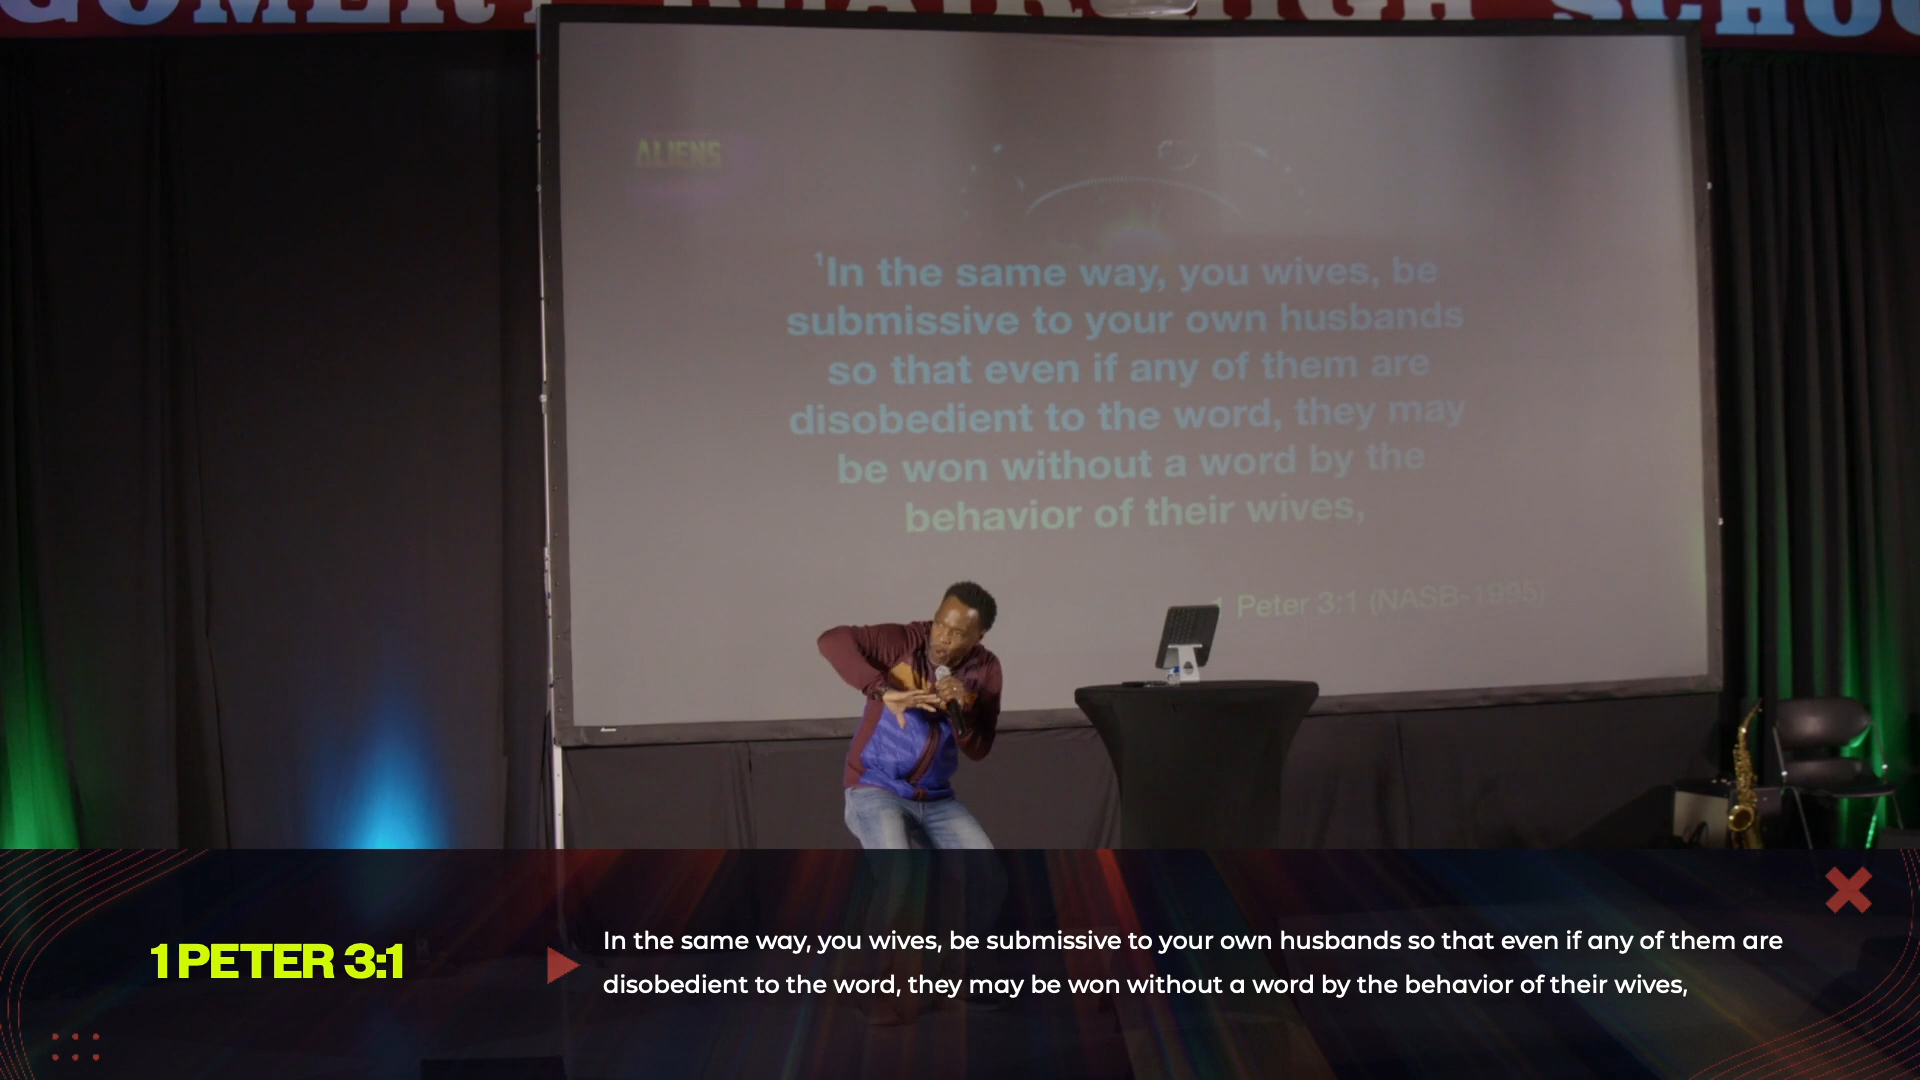 SCHO
ALIENS
¹In the same way, you wives, be
submissive to your own husbands
so that even if any of them are
disobedient to the word, they may
be won without a word by the
behavior of their wives,
1 Peter 3:1 (NASB-1995)
1 PETER 3:1
In the same way, you wives, be submissive to your own husbands so that even if any of them are
disobedient to the word, they may be won without a word by the behavior of their wives,